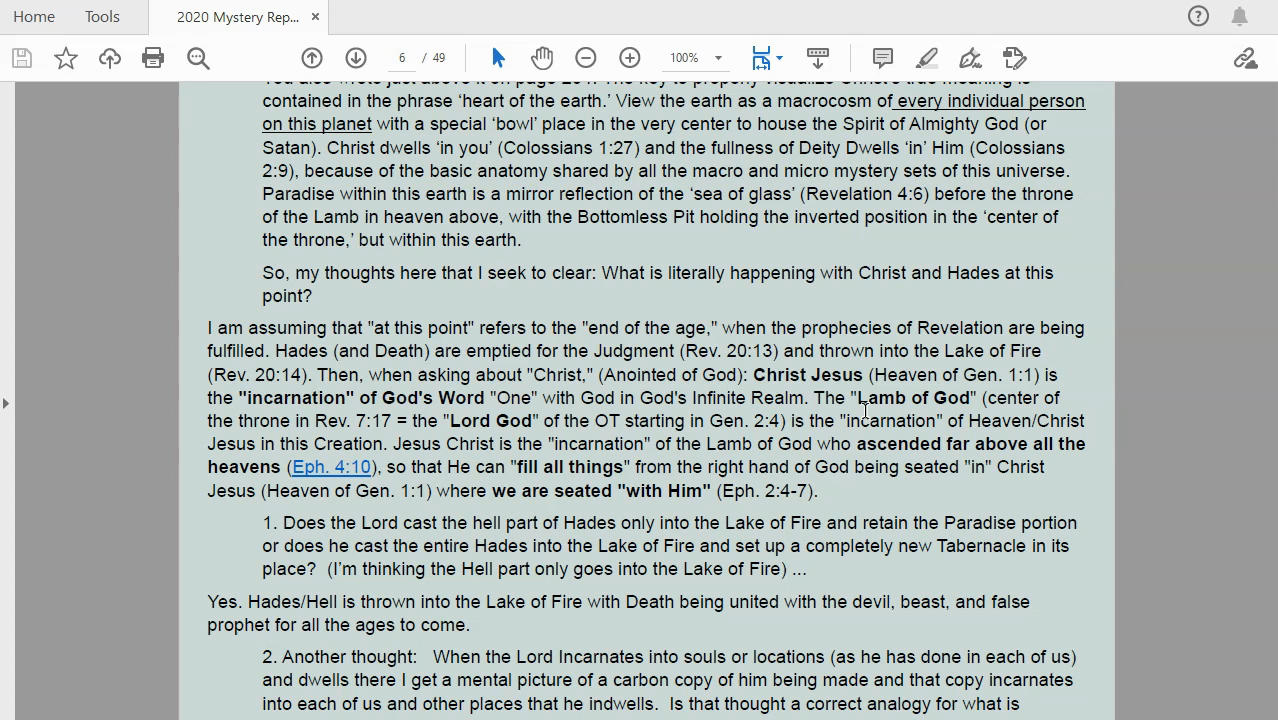 Home Tools 2020 Mystery Rep... ×
6 / 49 100%
contained in the phrase ‘heart of the earth.’ View the earth as a macrocosm of every individual person
on this planet with a special ‘bowl’ place in the very center to house the Spirit of Almighty God (or
Satan). Christ dwells ‘in you’ (Colossians 1:27) and the fullness of Deity Dwells ‘in’ Him (Colossians
2:9), because of the basic anatomy shared by all the macro and micro mystery sets of this universe.
Paradise within this earth is a mirror reflection of the ‘sea of glass’ (Revelation 4:6) before the throne
of the Lamb in heaven above, with the Bottomless Pit holding the inverted position in the ‘center of
the throne,’ but within this earth.
So, my thoughts here that I seek to clear: What is literally happening with Christ and Hades at this
point?
I am assuming that "at this point" refers to the "end of the age," when the prophecies of Revelation are being
fulfilled. Hades (and Death) are emptied for the Judgment (Rev. 20:13) and thrown into the Lake of Fire
(Rev. 20:14). Then, when asking about "Christ," (Anointed of God): Christ Jesus (Heaven of Gen. 1:1) is
the "incarnation" of God's Word "One" with God in God's Infinite Realm. The "Lamb of God" (center of
the throne in Rev. 7:17 = the "Lord God" of the OT starting in Gen. 2:4) is the "incarnation" of Heaven/Christ
Jesus in this Creation. Jesus Christ is the "incarnation" of the Lamb of God who ascended far above all the
heavens (Eph. 4:10), so that He can "fill all things" from the right hand of God being seated "in" Christ
Jesus (Heaven of Gen. 1:1) where we are seated "with Him" (Eph. 2:4-7).
1. Does the Lord cast the hell part of Hades only into the Lake of Fire and retain the Paradise portion
or does he cast the entire Hades into the Lake of Fire and set up a completely new Tabernacle in its
place? (I’m thinking the Hell part only goes into the Lake of Fire) ...
Yes. Hades/Hell is thrown into the Lake of Fire with Death being united with the devil, beast, and false
prophet for all the ages to come.
2. Another thought: When the Lord Incarnates into souls or locations (as he has done in each of us)
and dwells there I get a mental picture of a carbon copy of him being made and that copy incarnates
into each of us and other places that he indwells. Is that thought a correct analogy for what is